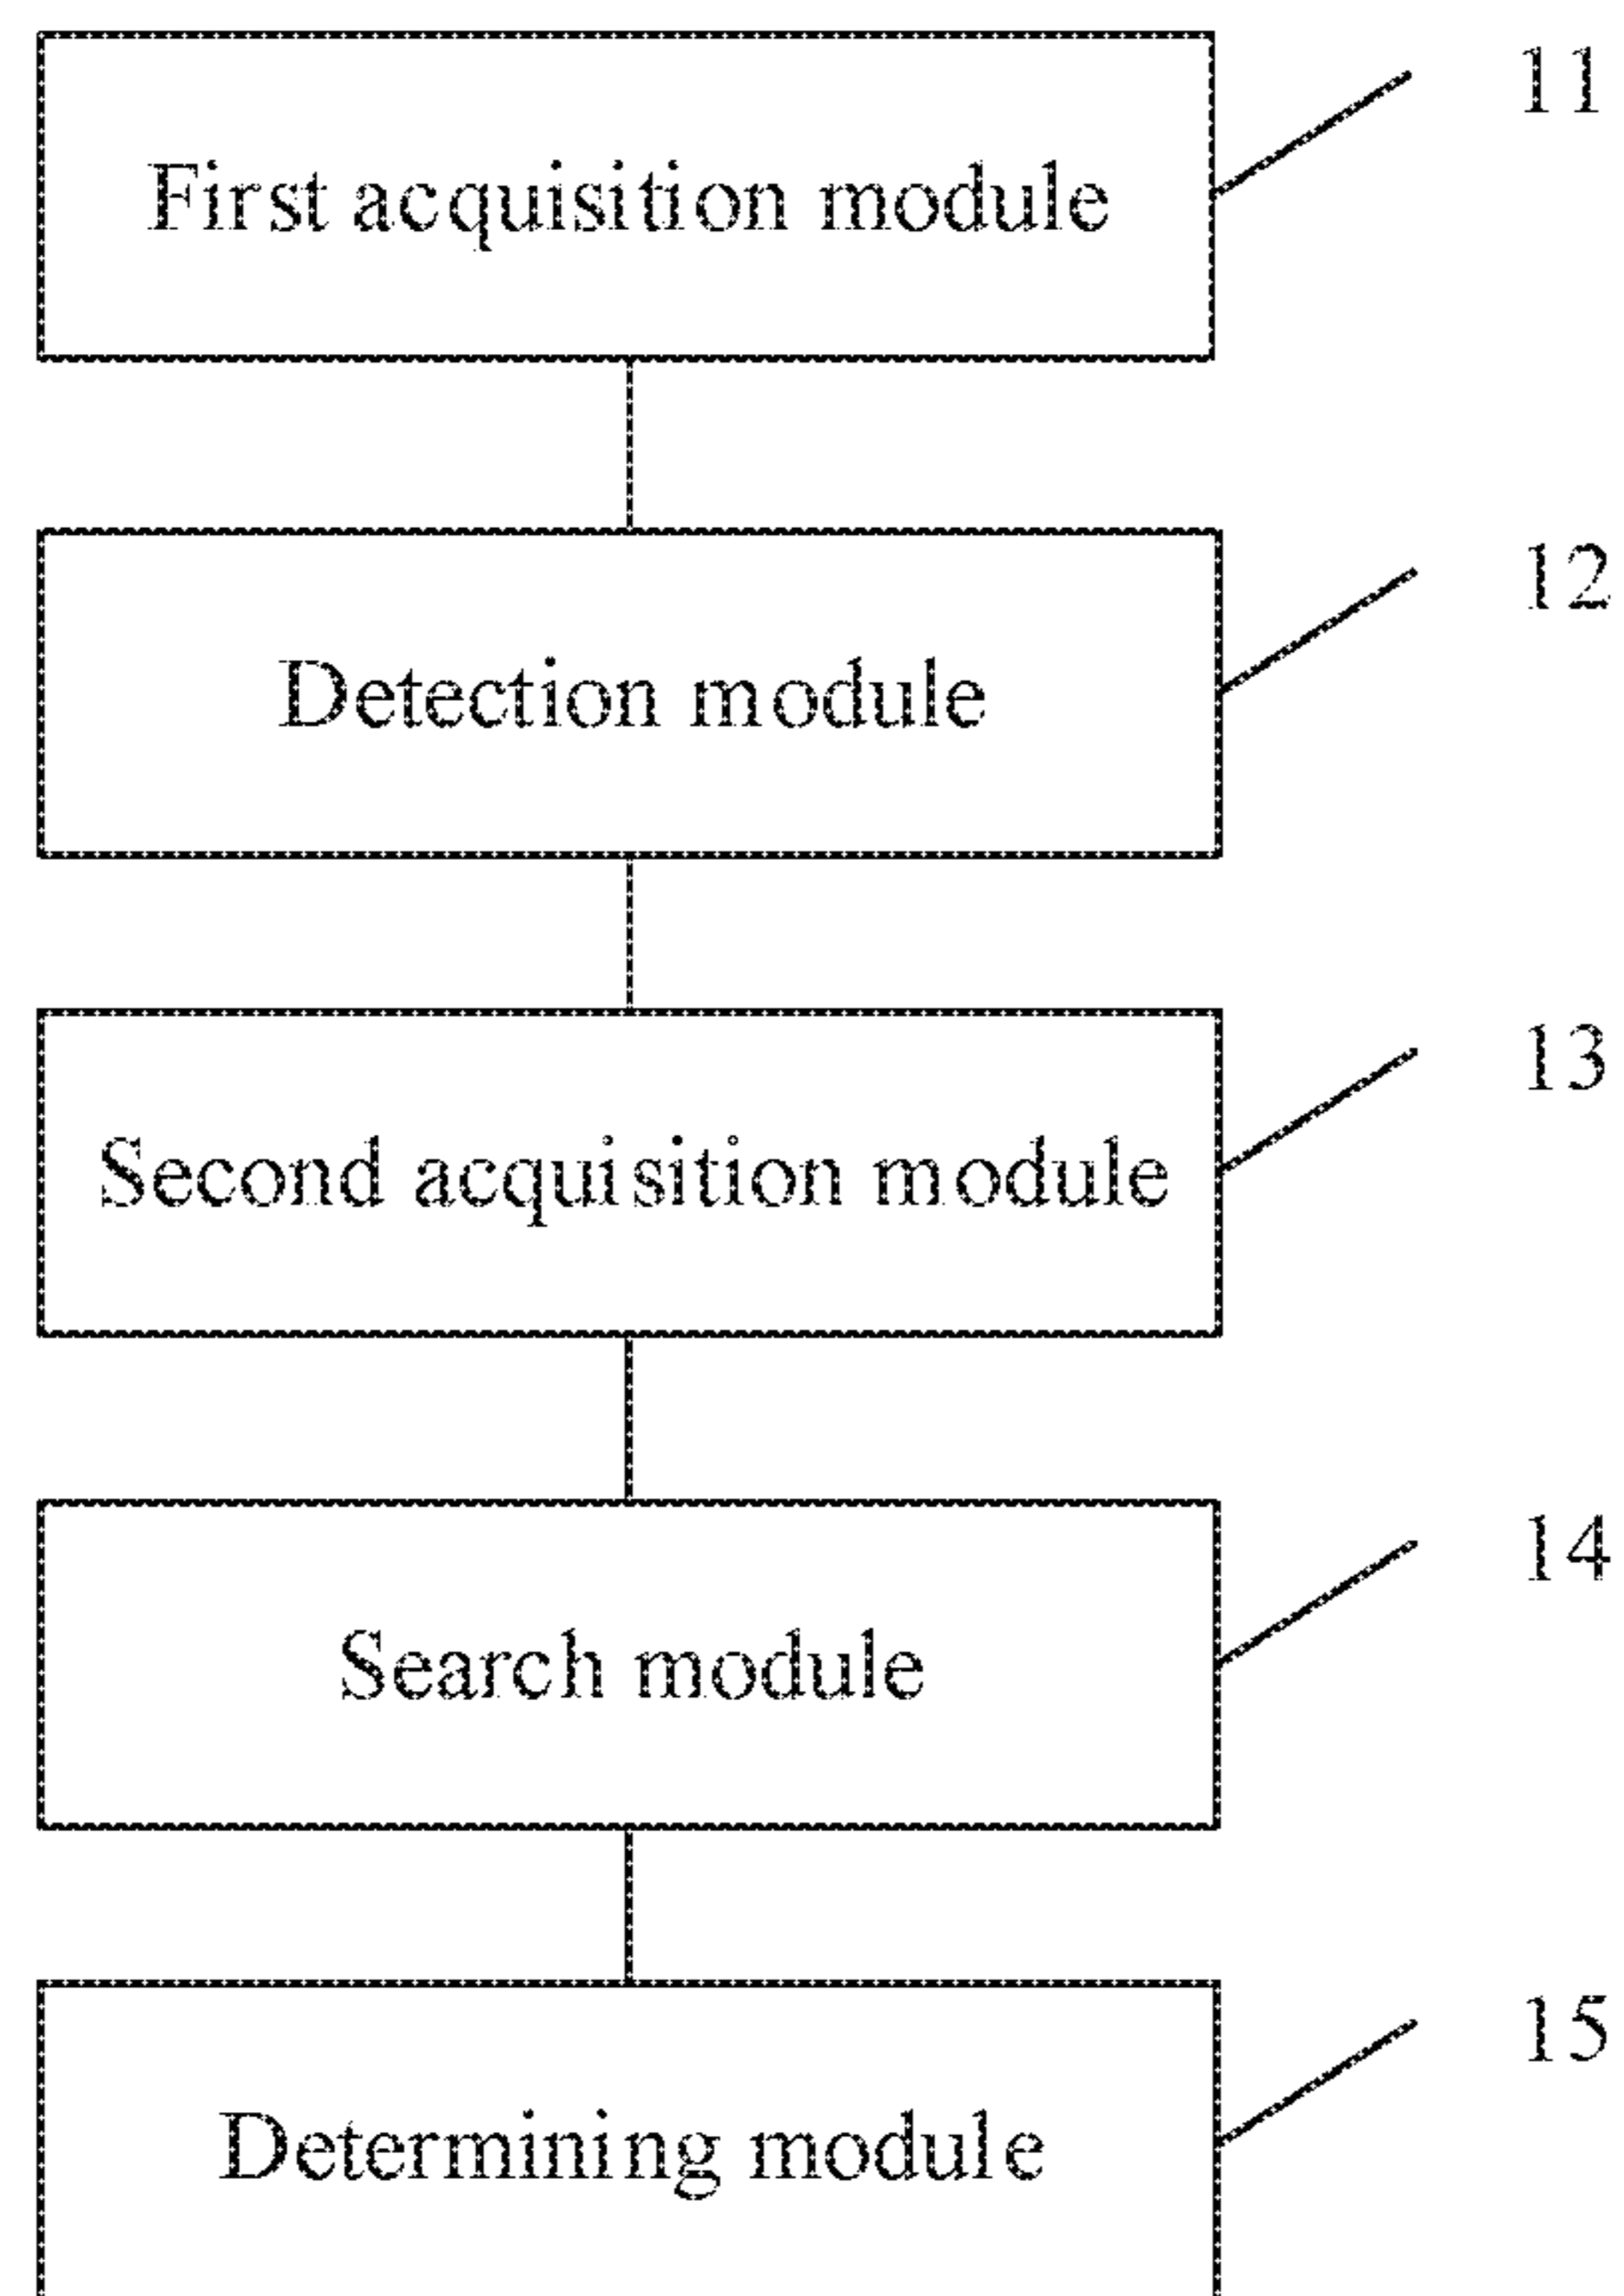 11
First acquisition module
12
Detection module
13
Second acquisition module
14
Search module
15
Determining module